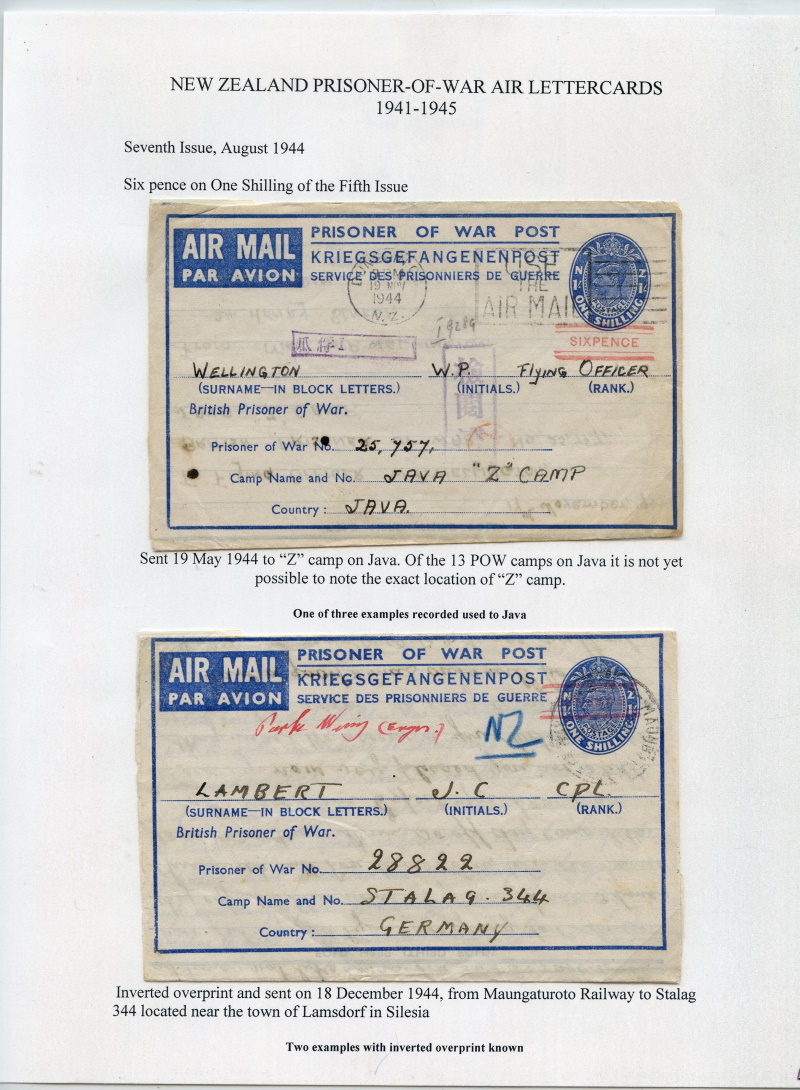 NEW ZEALAND PRISONER-OF-WAR AIR LETTERCARDS
1941-1945
Seventh Issue, August 1944
Six pence on One Shilling of the Fifth Issue
AIR MAIL
PAR AVION
PRISONER OF WAR POST
KRIEGSGEFANGENENPOST
SERVICE DES PRISONNIERS DE GUERRE
19 NOV
1944
N.Z.
THE
AIR MAIL
POSTAGE
ONE SHILLING
SIXPENCE
WELLINGTON W.P. Flying OFFICER
(SURNAME—IN BLOCK LETTERS.) (INITIALS.) (RANK.)
British Prisoner of War.
Prisoner of War No. 25,757,
Camp Name and No. JAVA "Z" CAMP
Country: JAVA.
Sent 19 May 1944 to “Z” camp on Java. Of the 13 POW camps on Java it is not yet
possible to note the exact location of “Z” camp.
One of three examples recorded used to Java
AIR MAIL
PAR AVION
PRISONER OF WAR POST
KRIEGSGEFANGENENPOST
SERVICE DES PRISONNIERS DE GUERRE
ONE SHILLING
NZ
LAMBERT J. C CPL.
(SURNAME—IN BLOCK LETTERS.) (INITIALS.) (RANK.)
British Prisoner of War.
Prisoner of War No. 28822
Camp Name and No. STALAG. 344
Country: GERMANY
Inverted overprint and sent on 18 December 1944, from Maungaturoto Railway to Stalag
344 located near the town of Lamsdorf in Silesia
Two examples with inverted overprint known